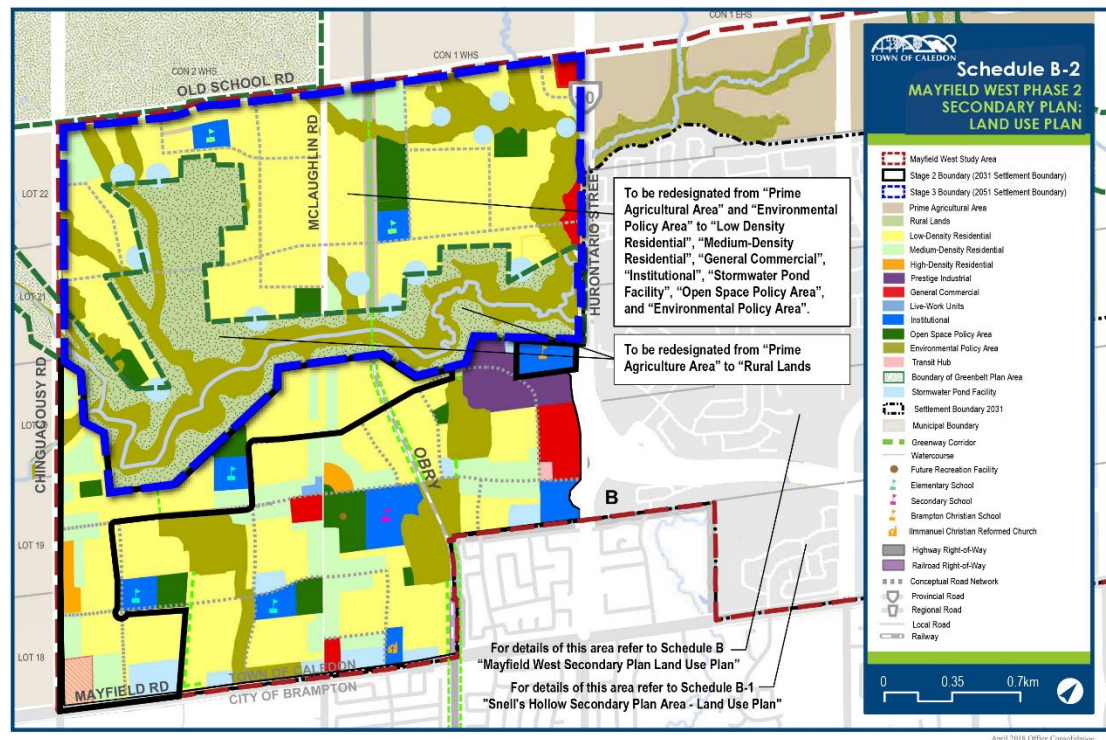 CON 1 EHS
CON 1 WHS
CON 2 WHS
OLD SCHOOL RD
MCLAUGHLIN RD
HURONTARIO STREET
LOT 22
LOT 21
CHINGUACOUSY RD
LOT 19
LOT 18
OBRY
B
MAYFIELD RD
TOWN OF CALEDON
CITY OF BRAMPTON
To be redesignated from “Prime
Agricultural Area” and “Environmental
Policy Area” to “Low Density
Residential”, “Medium-Density
Residential”, “General Commercial”,
“Institutional”, “Stormwater Pond
Facility”, “Open Space Policy Area”,
and “Environmental Policy Area”.
To be redesignated from “Prime
Agriculture Area” to “Rural Lands
For details of this area refer to Schedule B
“Mayfield West Secondary Plan Land Use Plan”
For details of this area refer to Schedule B-1
"Snell's Hollow Secondary Plan Area - Land Use Plan"
TOWN OF CALEDON
Schedule B-2
MAYFIELD WEST PHASE 2
SECONDARY PLAN:
LAND USE PLAN
Mayfield West Study Area
Stage 2 Boundary (2031 Settlement Boundary)
Stage 3 Boundary (2051 Settlement Boundary)
Prime Agricultural Area
Rural Lands
Low-Density Residential
Medium-Density Residential
High-Density Residential
Prestige Industrial
General Commercial
Live-Work Units
Institutional
Open Space Policy Area
Environmental Policy Area
Transit Hub
Boundary of Greenbelt Plan Area
Stormwater Pond Facility
Settlement Boundary 2031
Municipal Boundary
Greenway Corridor
Watercourse
Future Recreation Facility
Elementary School
Secondary School
Brampton Christian School
Immanuel Christian Reformed Church
Highway Right-of-Way
Railroad Right-of-Way
Conceptual Road Network
Provincial Road
Regional Road
Local Road
Railway
0 0.35 0.7km
April 2018 Office Consolidation